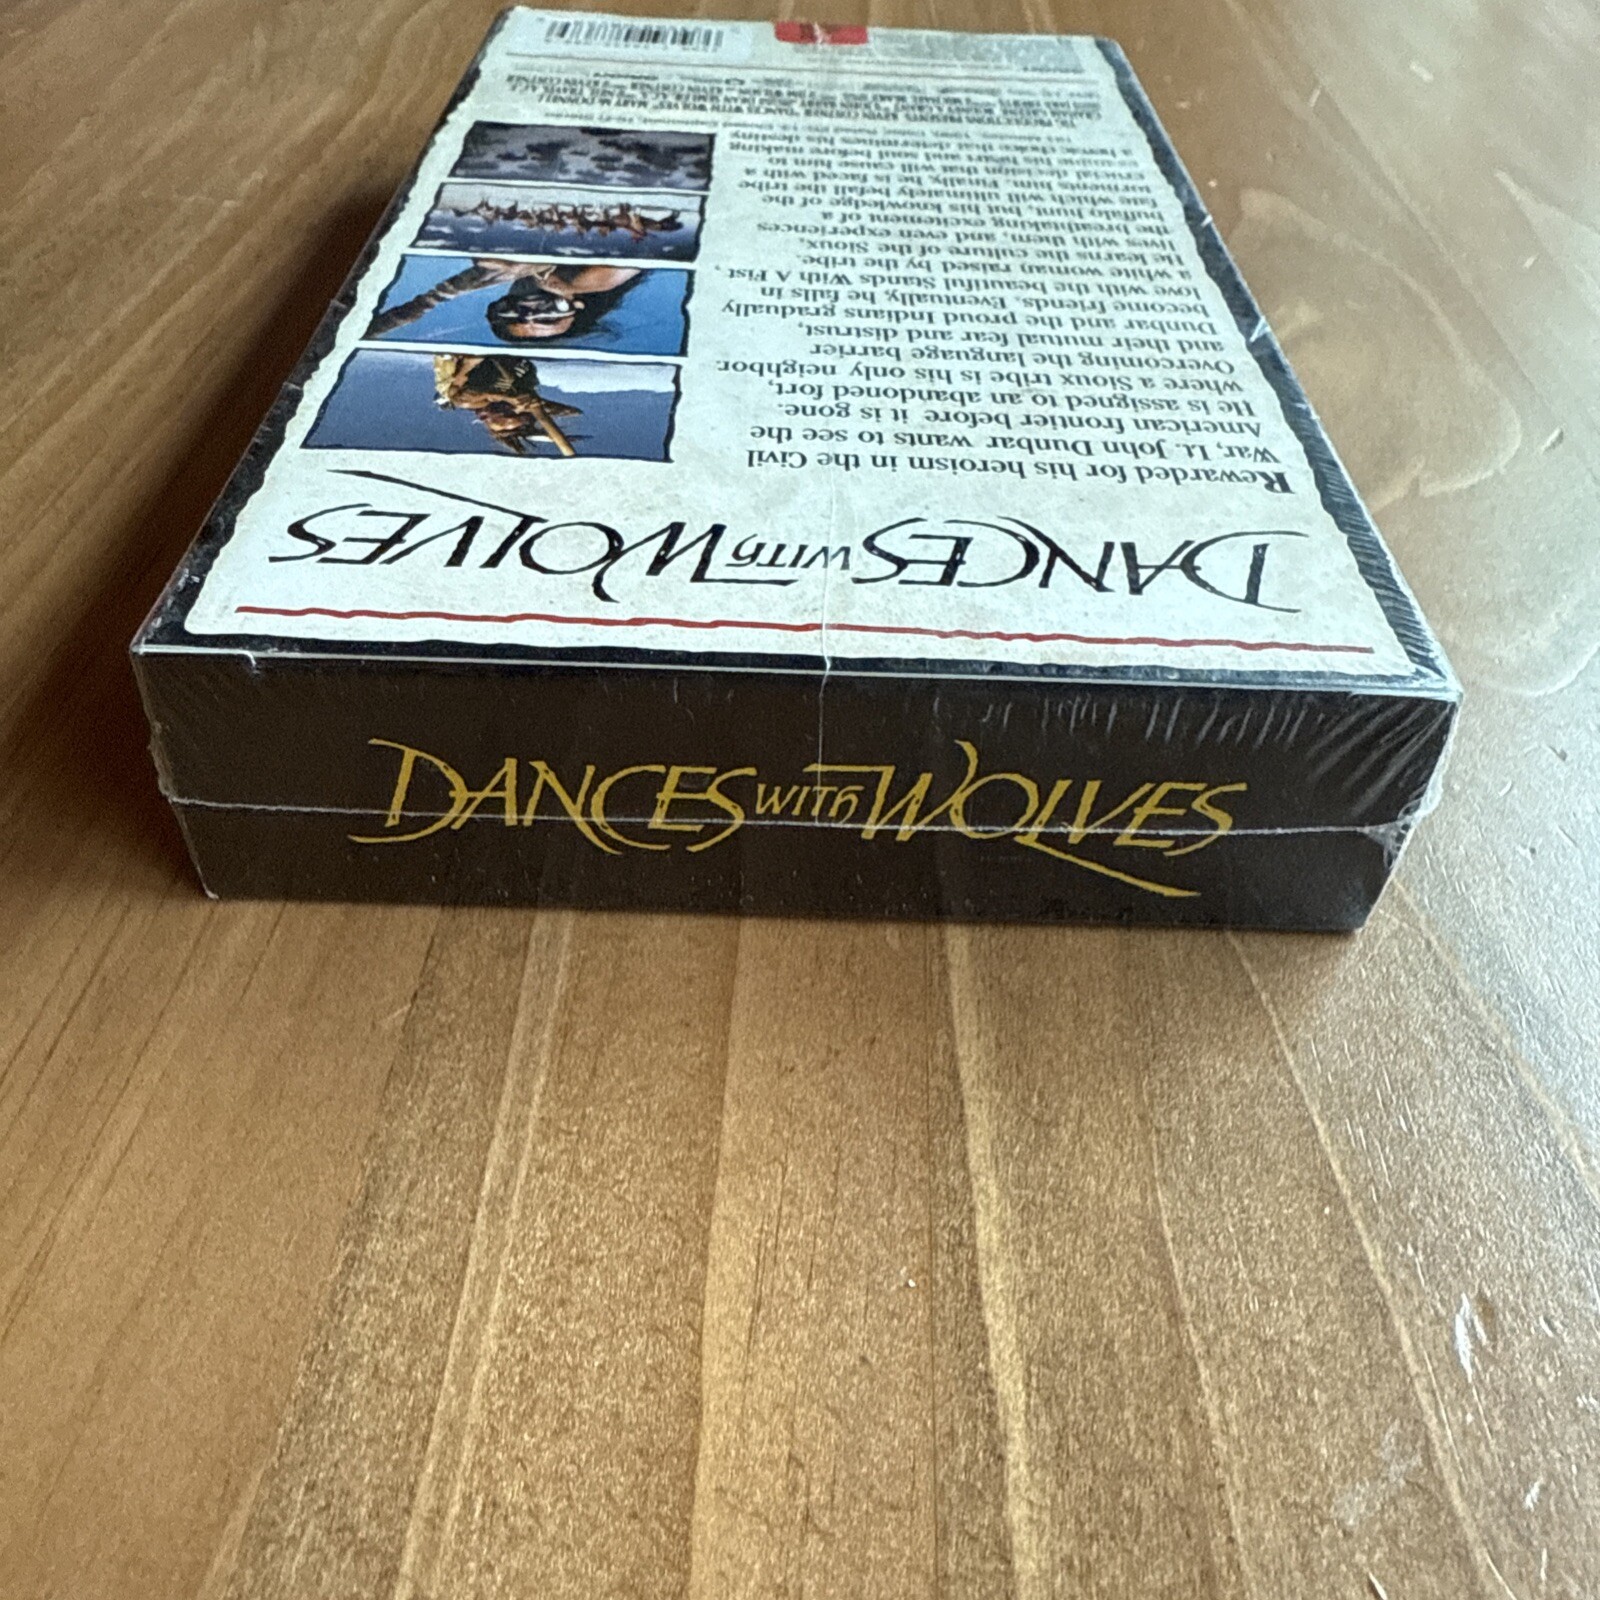 DANCES WITH WOLVES
Rewarded for his heroism in the Civil
War, Lt. John Dunbar wants to see the
American frontier before it is gone.
He is assigned to an abandoned fort,
where a Sioux tribe is his only neighbor.
Overcoming the language barrier
and their mutual fear and distrust,
Dunbar and the proud Indians gradually
become friends. Eventually, he falls in
love with the beautiful Stands With A Fist,
a white woman raised by the tribe.
He learns the culture of the Sioux,
lives with them, and even experiences
the breathtaking excitement of a
buffalo hunt, but his knowledge of the
fate which will ultimately befall the tribe
torments him. Finally, he is faced with a
crucial decision that will cause him to
examine his heart and soul before making
a heroic choice that determines his destiny.
DANCES WITH WOLVES